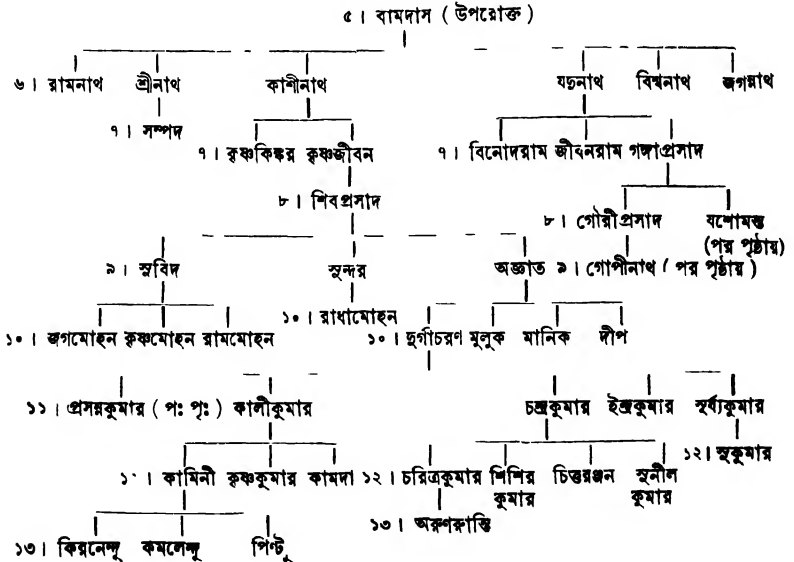 ৫। বামদাস (উপরোক্ত)
৬। রামনাথ শ্রীনাথ কাশীনাথ যদুনাথ বিশ্বনাথ জগন্নাথ
৭। সম্পদ
৭। কৃষ্ণকিঙ্কর কৃষ্ণজীবন ৭। বিনোদরাম জীবনরাম গঙ্গাপ্রসাদ
৮। শিবপ্রসাদ
৮। গৌরীপ্রসাদ যশোমন্ত
(পর পৃষ্ঠায়)
৯। সুবিদ সুন্দর অজ্ঞাত ৯। গোপীনাথ (পর পৃষ্ঠায়)
১০। রাধামোহন
১০। জগমোহন কৃষ্ণমোহন রামমোহন ১০। দুর্গাচরণ মুলুক মানিক দীপ
১১। প্রসন্নকুমার (পঃ পৃঃ) কালীকুমার চন্দ্রকুমার ইন্দ্রকুমার সূর্য্যকুমার
১২। সুকুমার
১২। কামিনী কৃষ্ণকুমার কামদা ১২। চরিত্রকুমার শিশির চিত্তরঞ্জন সুনীল
কুমার কুমার
১৩। অরুণকান্তি
১৩। কিরনেন্দু কমলেন্দু পিণ্টু